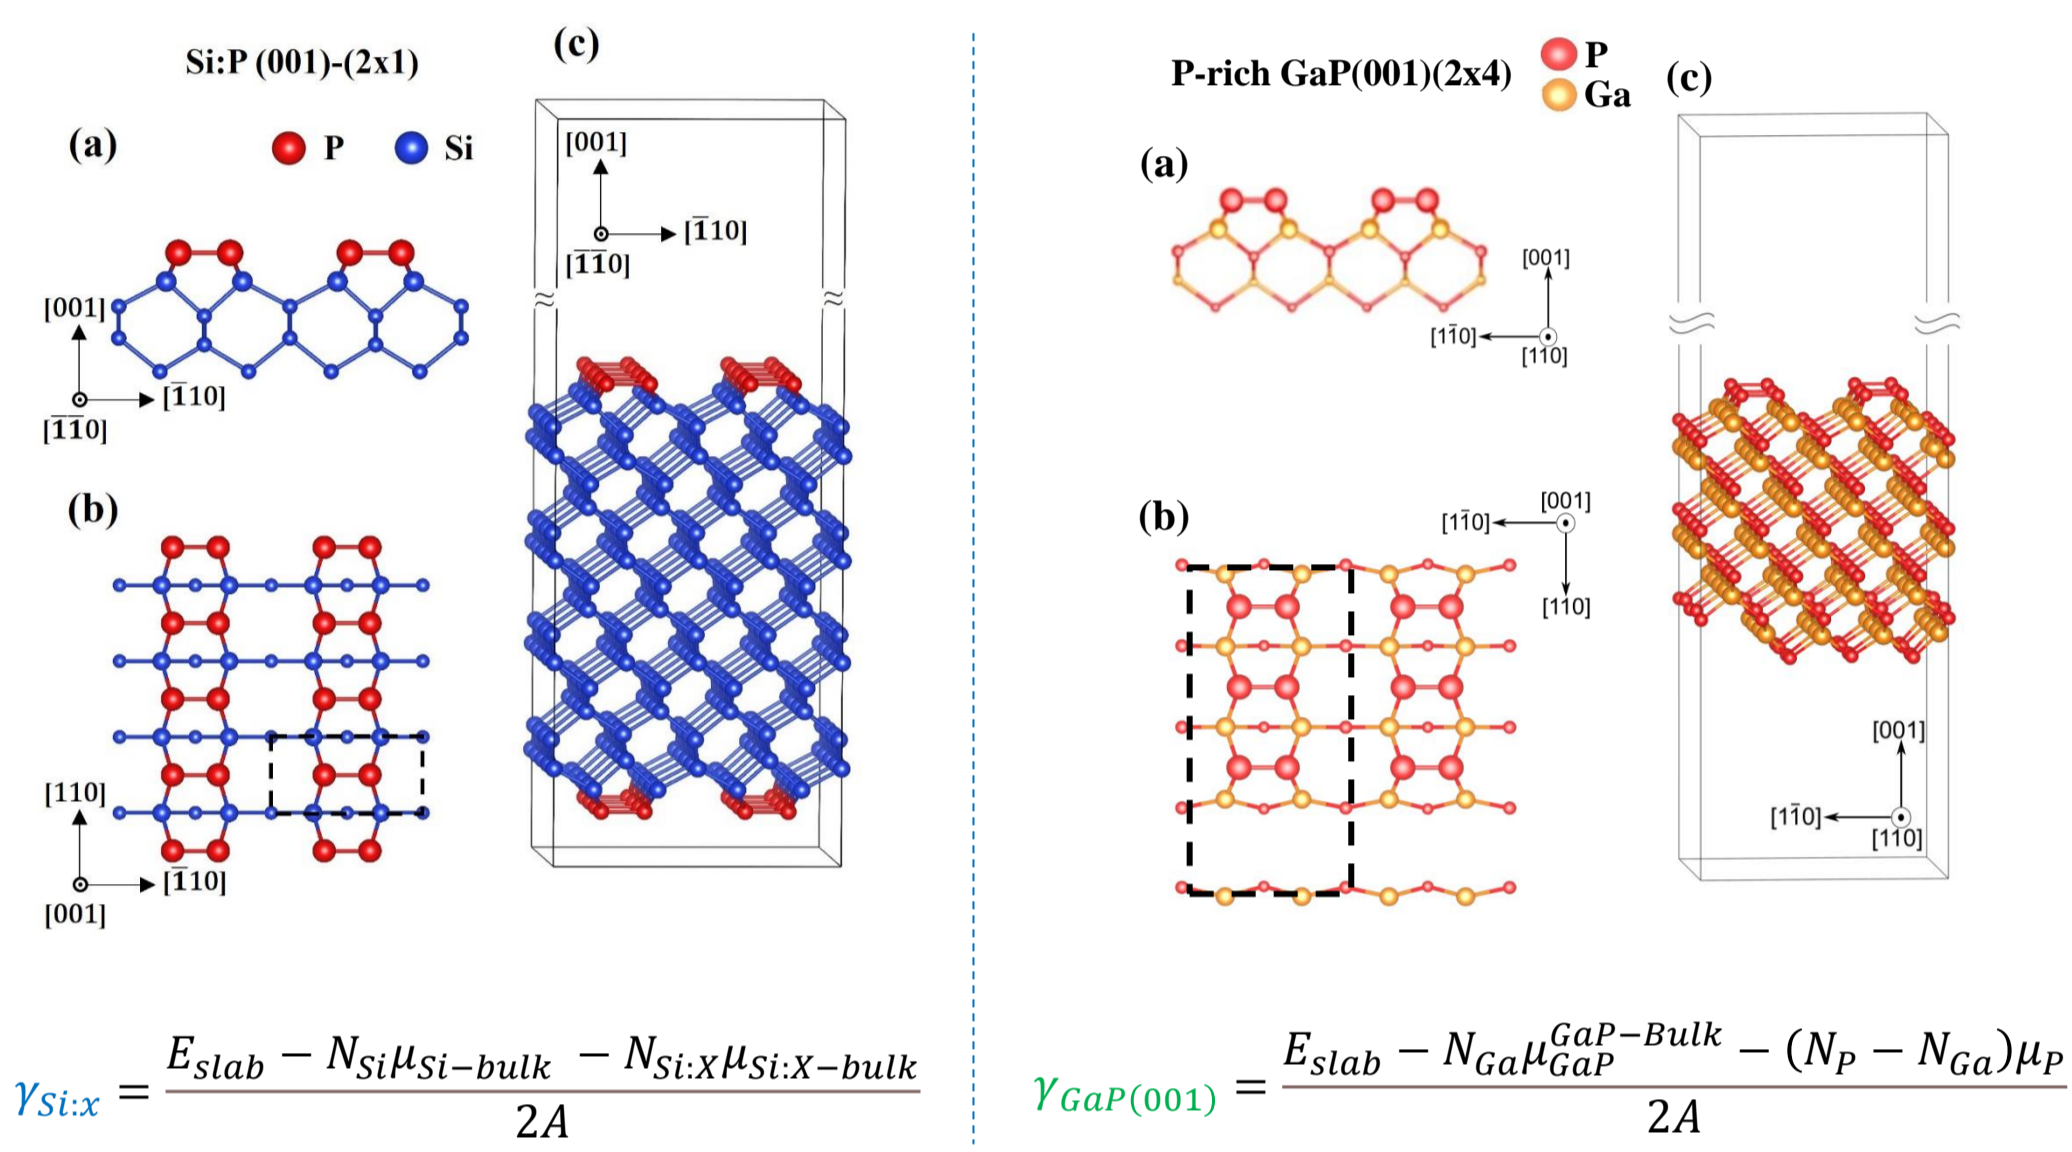 Si:P (001)-(2x1)
(c)
(a)
P
Si
[001]
[1̅10]
[1̅1̅0]
[001]
[1̅10]
[1̅1̅0]
(b)
[110]
[1̅10]
[001]
γ_{Si:x} = \frac{E_{slab} − N_{Si}μ_{Si−bulk} − N_{Si:X}μ_{Si:X−bulk}}{2A}
P-rich GaP(001)(2x4)
P
Ga
(c)
(a)
[001]
[11̅0]
[110]
(b)
[001]
[11̅0]
[110]
[001]
[11̅0]
[110]
γ_{GaP(001)} = \frac{E_{slab} − N_{Ga}μ_{GaP}^{GaP−Bulk} − (N_P − N_{Ga})μ_P}{2A}